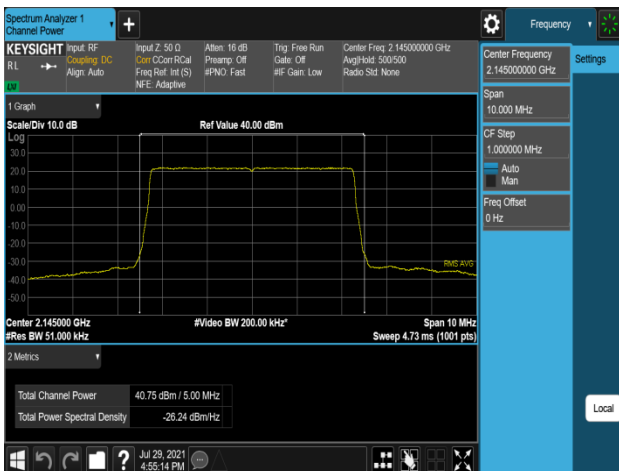 Spectrum Analyzer 1
Channel Power
+
Frequency
KEYSIGHT
RL
LV
Input: RF
Coupling: DC
Align: Auto
Input Z: 50 Ω
Corr CCorr RCal
Freq Ref: Int (S)
NFE: Adaptive
Atten: 16 dB
Preamp: Off
#PNO: Fast
Trig: Free Run
Gate: Off
#IF Gain: Low
Center Freq: 2.145000000 GHz
Avg|Hold: 500/500
Radio Std: None
Center Frequency
2.145000000 GHz
Settings
Span
10.000 MHz
CF Step
1.000000 MHz
Auto
Man
Freq Offset
0 Hz
1 Graph
Scale/Div 10.0 dB
Ref Value 40.00 dBm
Log
30.0
20.0
10.0
0.00
-10.0
-20.0
-30.0
-40.0
-50.0
RMS AVG
Center 2.145000 GHz
#Video BW 200.00 kHz*
Span 10 MHz
#Res BW 51.000 kHz
Sweep 4.73 ms (1001 pts)
2 Metrics
Total Channel Power 40.75 dBm / 5.00 MHz
Total Power Spectral Density -26.24 dBm/Hz
Local
?
Jul 29, 2021
4:55:14 PM